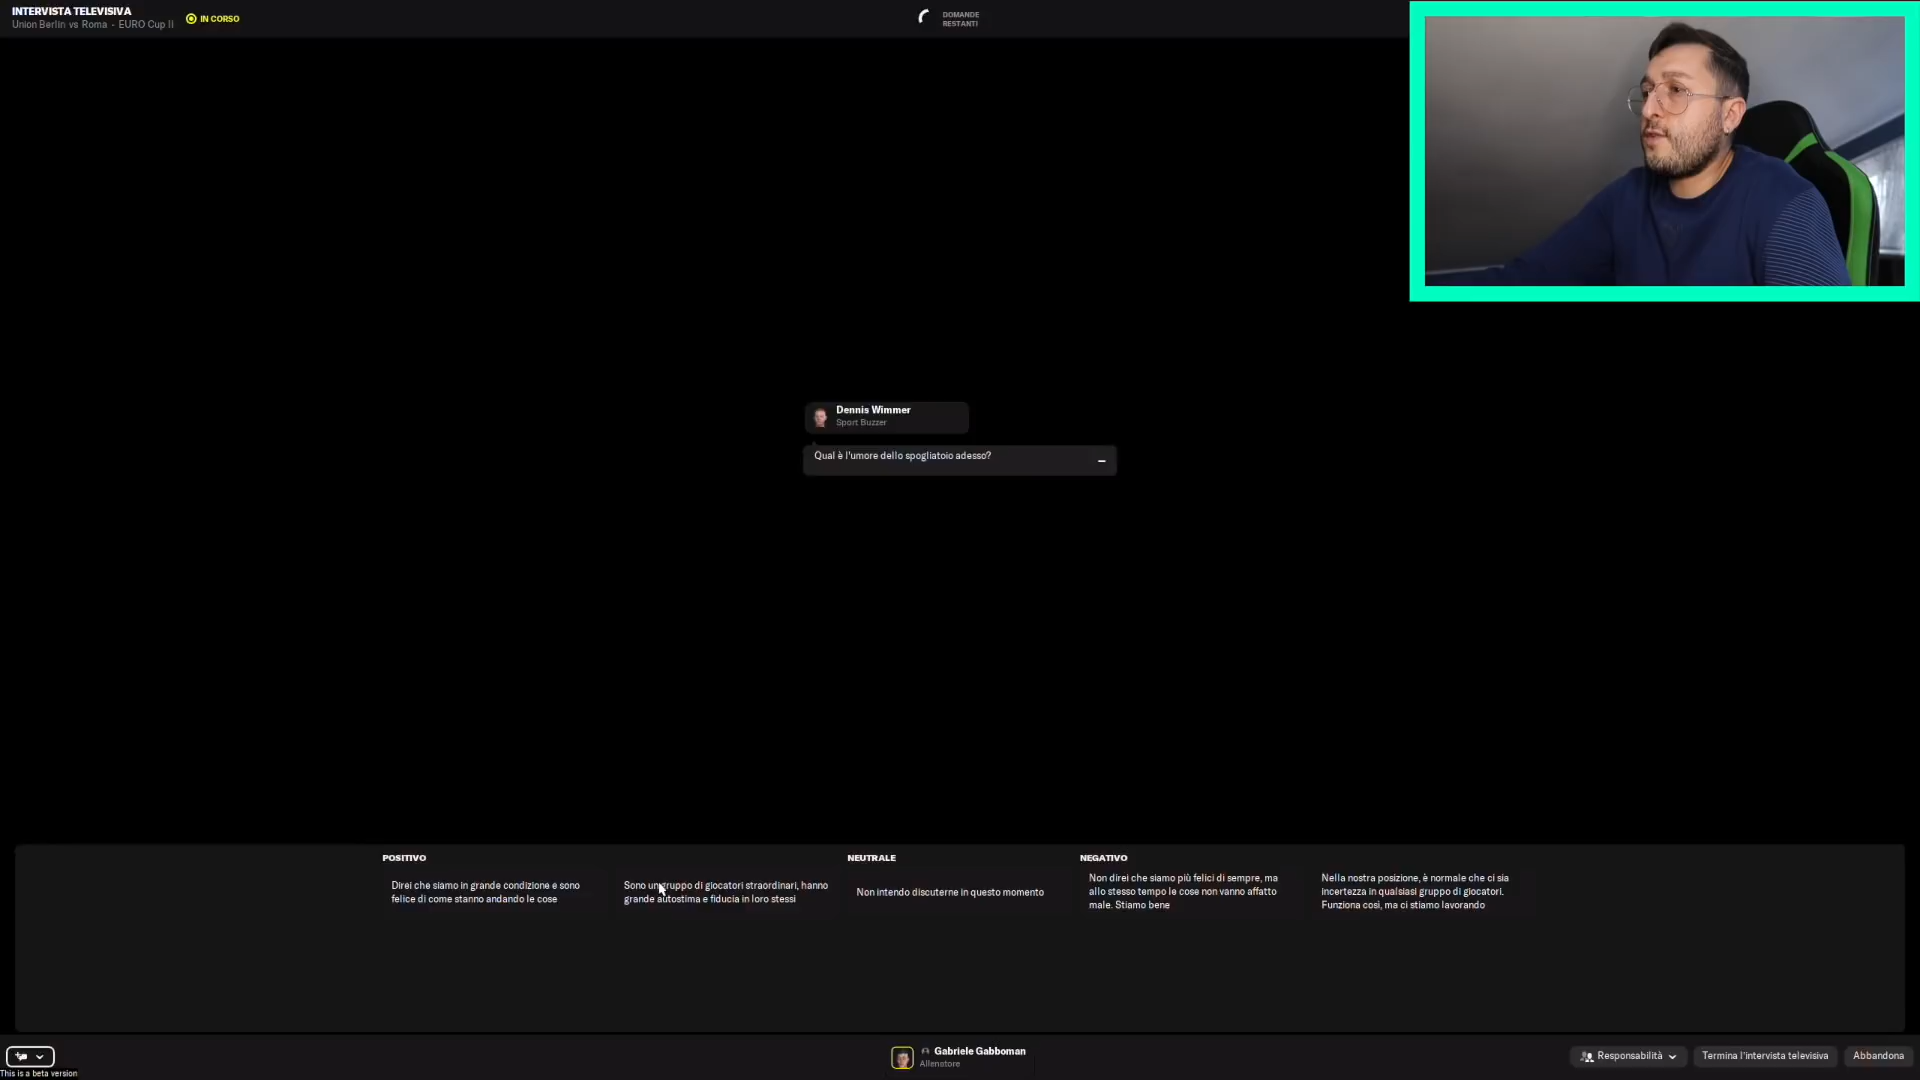 INTERVISTA TELEVISIVA
Union Berlin vs Roma - EURO Cup II
IN CORSO
DOMANDE
RESTANTI
Dennis Wimmer
Sport Buzzer
Qual è l'umore dello spogliatoio adesso?
POSITIVO
Direi che siamo in grande condizione e sono
felice di come stanno andando le cose
Sono un gruppo di giocatori straordinari, hanno
grande autostima e fiducia in loro stessi
NEUTRALE
Non intendo discuterne in questo momento
NEGATIVO
Non direi che siamo più felici di sempre, ma
allo stesso tempo le cose non vanno affatto
male. Stiamo bene
Nella nostra posizione, è normale che ci sia
incertezza in qualsiasi gruppo di giocatori.
Funziona così, ma ci stiamo lavorando
This is a beta version
Gabriele Gabboman
Allenatore
Responsabilità
Termina l'intervista televisiva
Abbandona